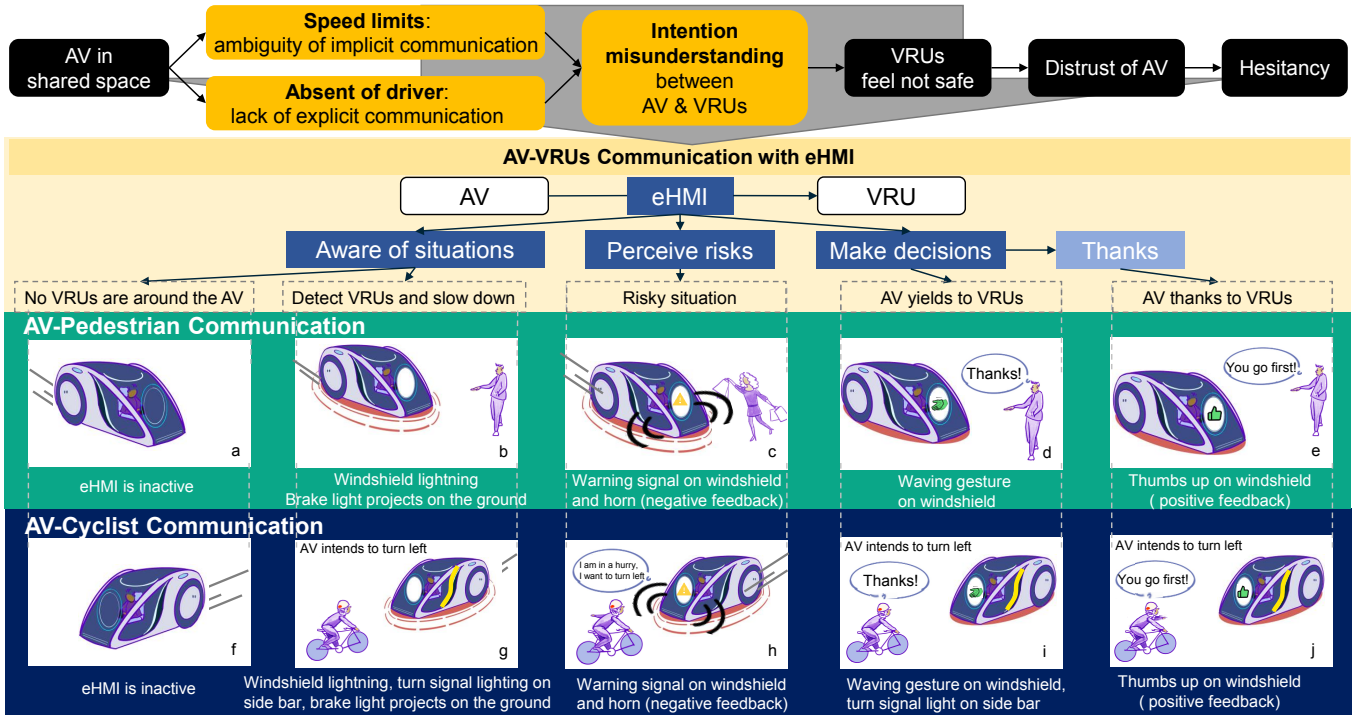 AV in
shared space
Speed limits:
ambiguity of implicit communication
Absent of driver:
lack of explicit communication
Intention
misunderstanding
between
AV & VRUs
VRUs
feel not safe
Distrust of AV
Hesitancy
AV-VRUs Communication with eHMI
AV
eHMI
VRU
Aware of situations
Perceive risks
Make decisions
Thanks
No VRUs are around the AV
Detect VRUs and slow down
Risky situation
AV yields to VRUs
AV thanks to VRUs
AV-Pedestrian Communication
a
b
c
Thanks!
d
You go first!
e
eHMI is inactive
Windshield lightning
Brake light projects on the ground
Warning signal on windshield
and horn (negative feedback)
Waving gesture
on windshield
Thumbs up on windshield
( positive feedback)
AV-Cyclist Communication
f
AV intends to turn left
g
I am in a hurry,
I want to turn left
h
AV intends to turn left
Thanks!
i
AV intends to turn left
You go first!
j
eHMI is inactive
Windshield lightning, turn signal lighting on
side bar, brake light projects on the ground
Warning signal on windshield
and horn (negative feedback)
Waving gesture on windshield,
turn signal light on side bar
Thumbs up on windshield
( positive feedback)